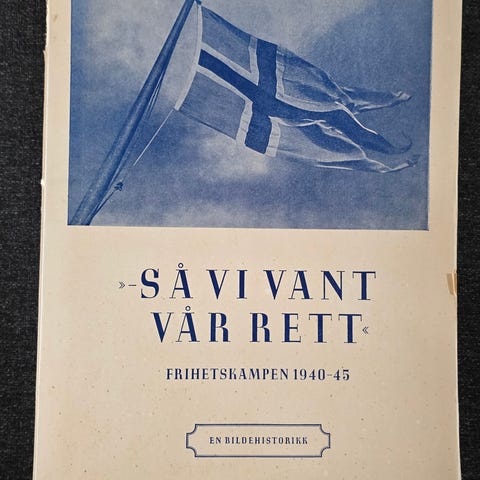 »-SÅ VI VANT
VÅR RETT«
FRIHETSKAMPEN 1940-45
EN BILDEHISTORIKK